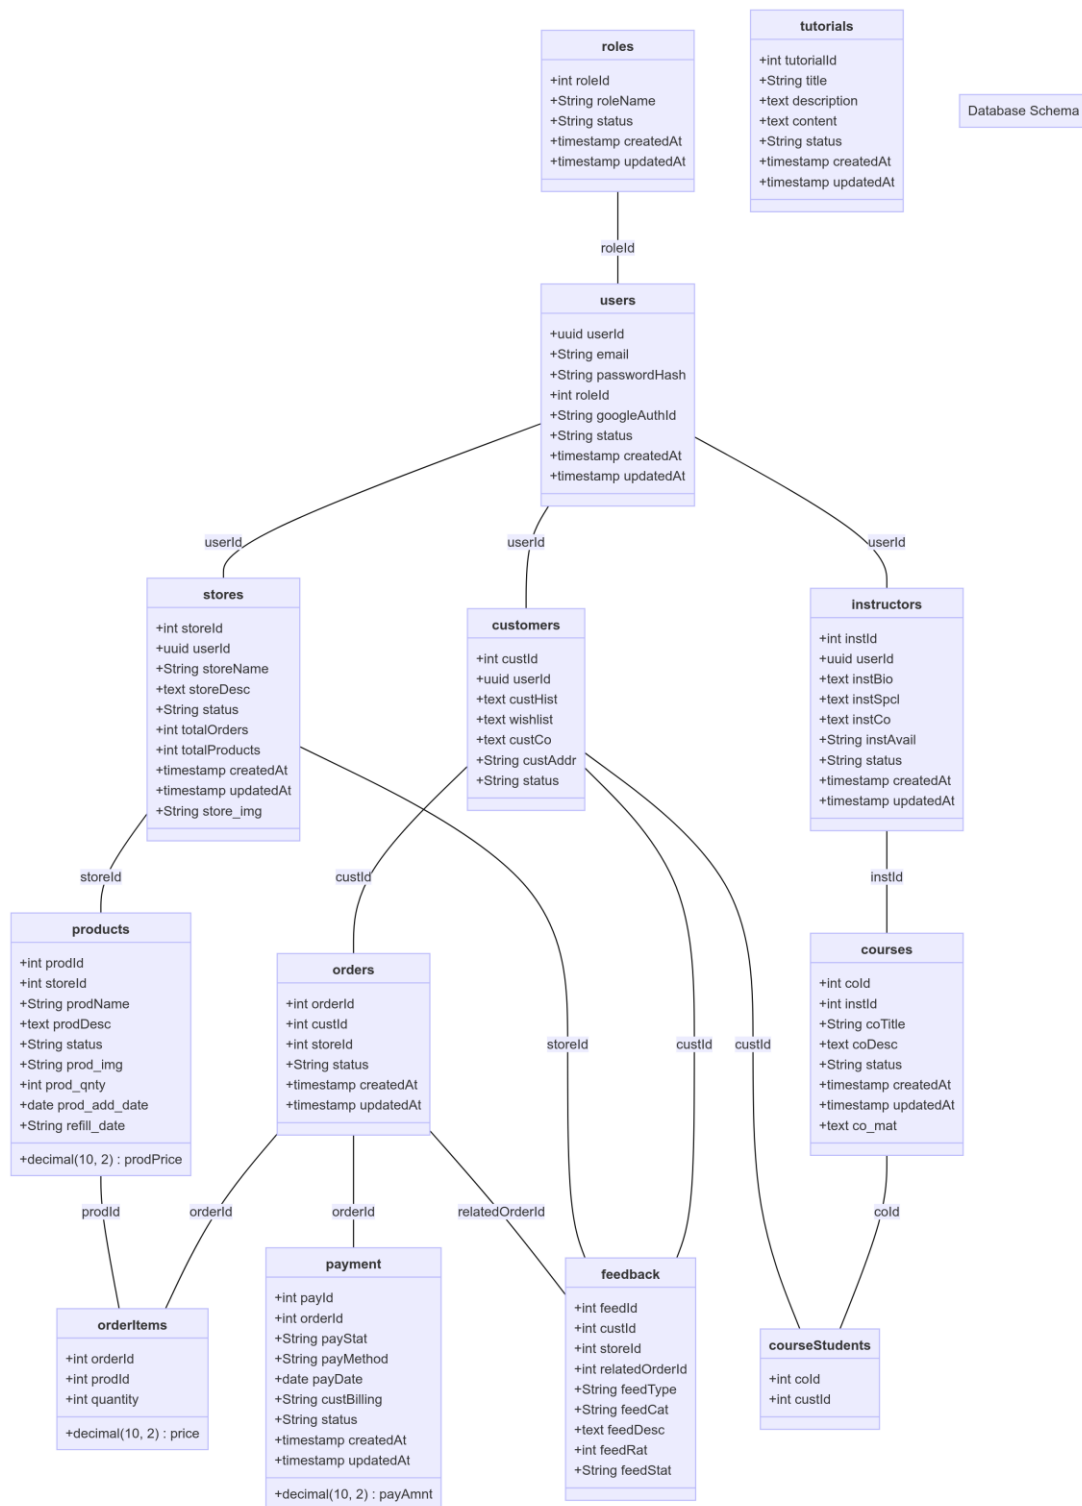 roles
+int roleId
+String roleName
+String status
+timestamp createdAt
+timestamp updatedAt
tutorials
+int tutorialId
+String title
+text description
+text content
+String status
+timestamp createdAt
+timestamp updatedAt
Database Schema
roleId
users
+uuid userId
+String email
+String passwordHash
+int roleId
+String googleAuthId
+String status
+timestamp createdAt
+timestamp updatedAt
userId
userId
userId
stores
+int storeId
+uuid userId
+String storeName
+text storeDesc
+String status
+int totalOrders
+int totalProducts
+timestamp createdAt
+timestamp updatedAt
+String store_img
customers
+int custId
+uuid userId
+text custHist
+text wishlist
+text custCo
+String custAddr
+String status
instructors
+int instId
+uuid userId
+text instBio
+text instSpcl
+text instCo
+String instAvail
+String status
+timestamp createdAt
+timestamp updatedAt
storeId
custId
instId
products
+int prodId
+int storeId
+String prodName
+text prodDesc
+String status
+String prod_img
+int prod_qnty
+date prod_add_date
+String refill_date
+decimal(10, 2) : prodPrice
orders
+int orderId
+int custId
+int storeId
+String status
+timestamp createdAt
+timestamp updatedAt
storeId
custId
custId
courses
+int coId
+int instId
+String coTitle
+text coDesc
+String status
+timestamp createdAt
+timestamp updatedAt
+text co_mat
prodId
orderId
orderId
relatedOrderId
coId
orderItems
+int orderId
+int prodId
+int quantity
+decimal(10, 2) : price
payment
+int payId
+int orderId
+String payStat
+String payMethod
+date payDate
+String custBilling
+String status
+timestamp createdAt
+timestamp updatedAt
+decimal(10, 2) : payAmnt
feedback
+int feedId
+int custId
+int storeId
+int relatedOrderId
+String feedType
+String feedCat
+text feedDesc
+int feedRat
+String feedStat
courseStudents
+int coId
+int custId